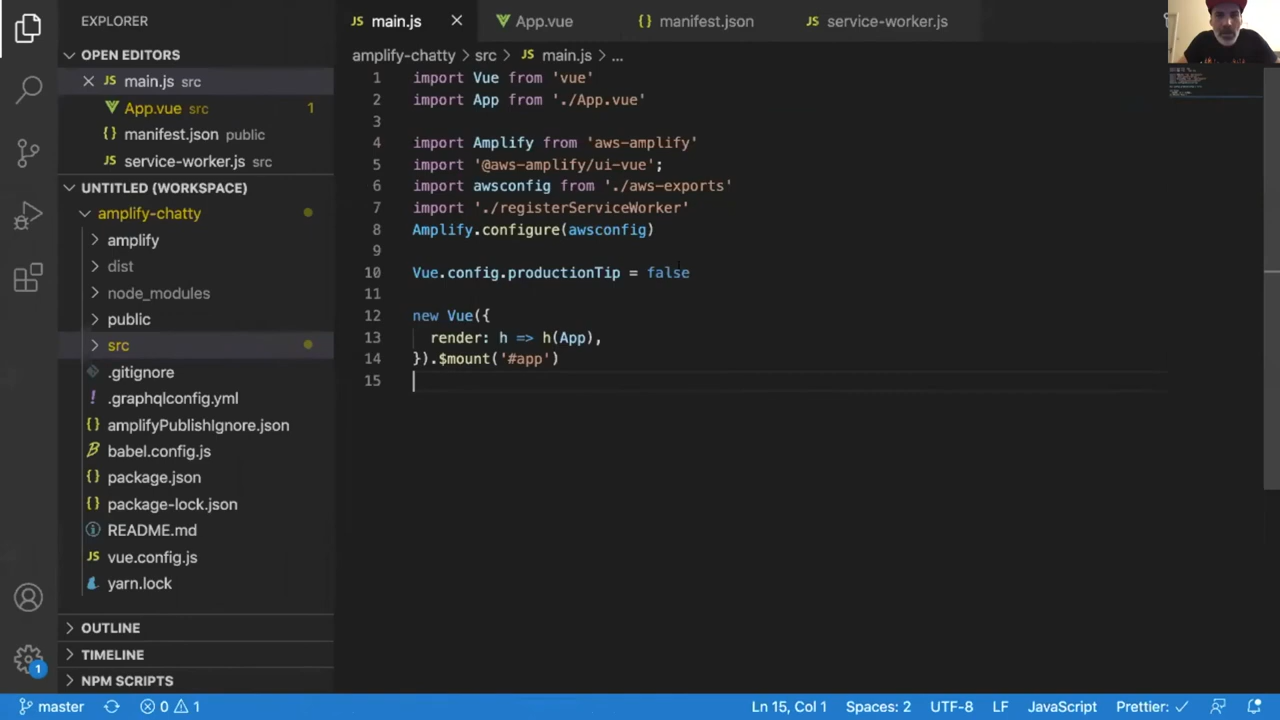 EXPLORER
OPEN EDITORS
main.js src
App.vue src 1
manifest.json public
service-worker.js src
UNTITLED (WORKSPACE)
amplify-chatty
amplify
dist
node_modules
public
src
.gitignore
.graphqlconfig.yml
amplifyPublishIgnore.json
babel.config.js
package.json
package-lock.json
README.md
JS vue.config.js
yarn.lock
OUTLINE
TIMELINE
NPM SCRIPTS
JS main.js
App.vue
{} manifest.json
JS service-worker.js
amplify-chatty > src > JS main.js > ...
1 import Vue from 'vue'
2 import App from './App.vue'
3
4 import Amplify from 'aws-amplify'
5 import '@aws-amplify/ui-vue';
6 import awsconfig from './aws-exports'
7 import './registerServiceWorker'
8 Amplify.configure(awsconfig)
9
10 Vue.config.productionTip = false
11
12 new Vue({
13 render: h => h(App),
14 }).$mount('#app')
15
1
master 0 1 Ln 15, Col 1 Spaces: 2 UTF-8 LF JavaScript Prettier: ✓